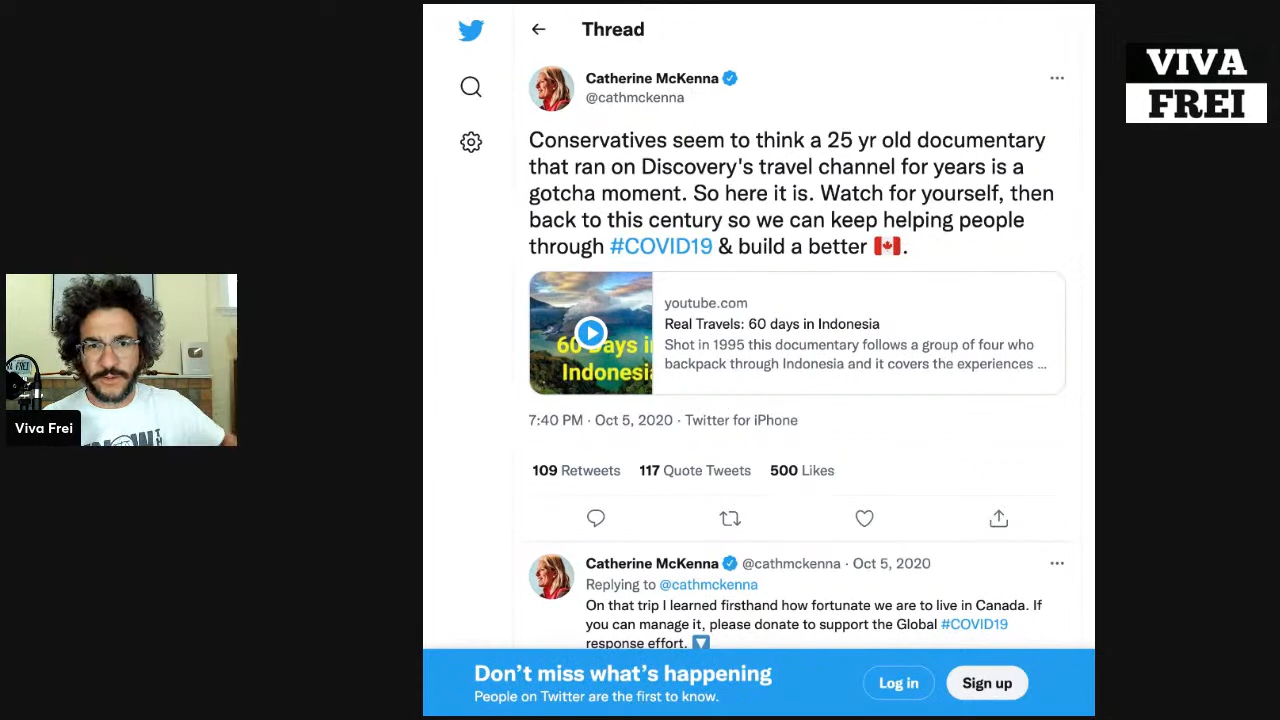 Thread
VIVA
FREI
Catherine McKenna
@cathmckenna
Conservatives seem to think a 25 yr old documentary
that ran on Discovery's travel channel for years is a
gotcha moment. So here it is. Watch for yourself, then
back to this century so we can keep helping people
through #COVID19 & build a better 🇨🇦.
60 Days i
Indonesia
youtube.com
Real Travels: 60 days in Indonesia
Shot in 1995 this documentary follows a group of four who
backpack through Indonesia and it covers the experiences ...
7:40 PM · Oct 5, 2020 · Twitter for iPhone
109 Retweets 117 Quote Tweets 500 Likes
Viva Frei
Catherine McKenna @cathmckenna · Oct 5, 2020
Replying to @cathmckenna
On that trip I learned firsthand how fortunate we are to live in Canada. If
you can manage it, please donate to support the Global #COVID19
response effort.
Don't miss what's happening
People on Twitter are the first to know.
Log in
Sign up